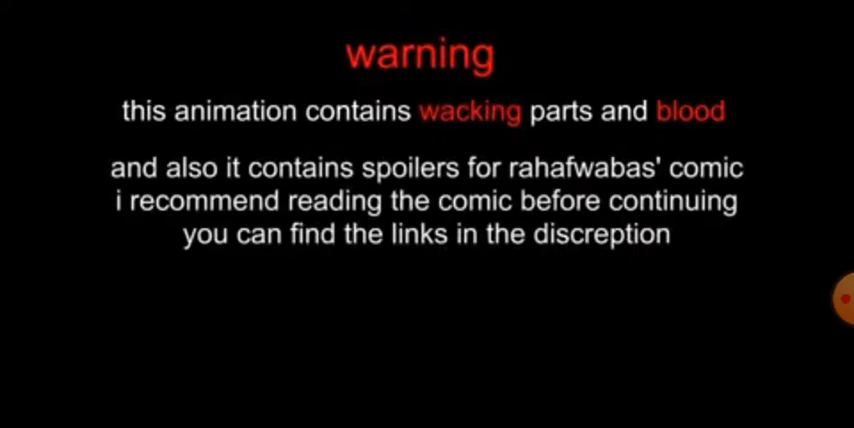 warning
this animation contains wacking parts and blood
and also it contains spoilers for rahafwabas' comic
i recommend reading the comic before continuing
you can find the links in the discreption